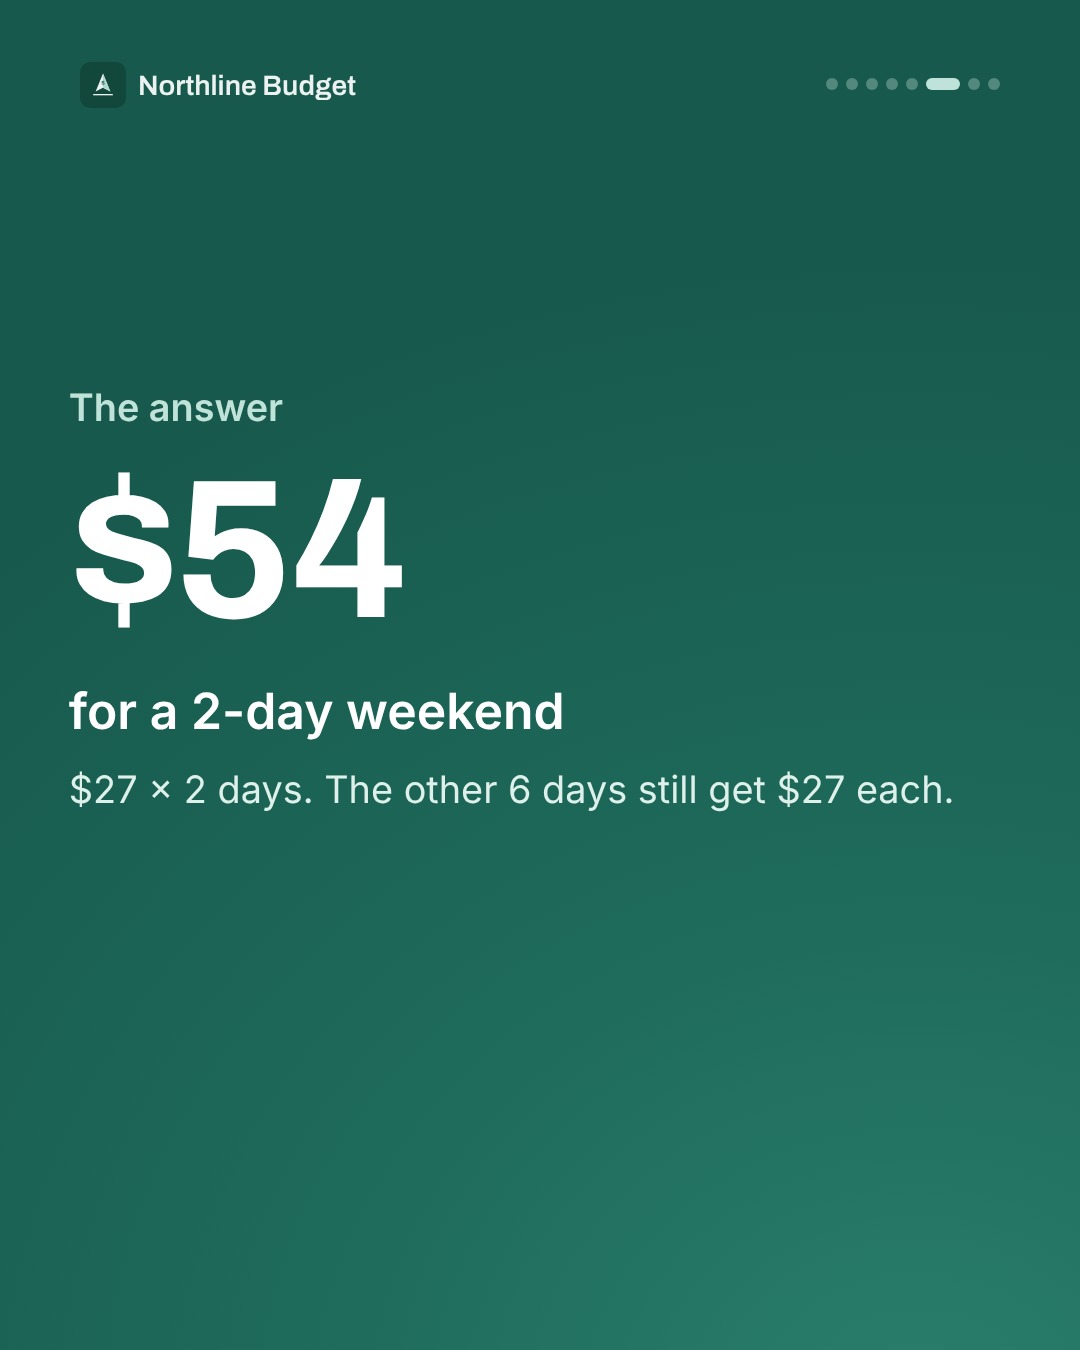 Northline Budget
The answer
$54
for a 2-day weekend
$27 × 2 days. The other 6 days still get $27 each.